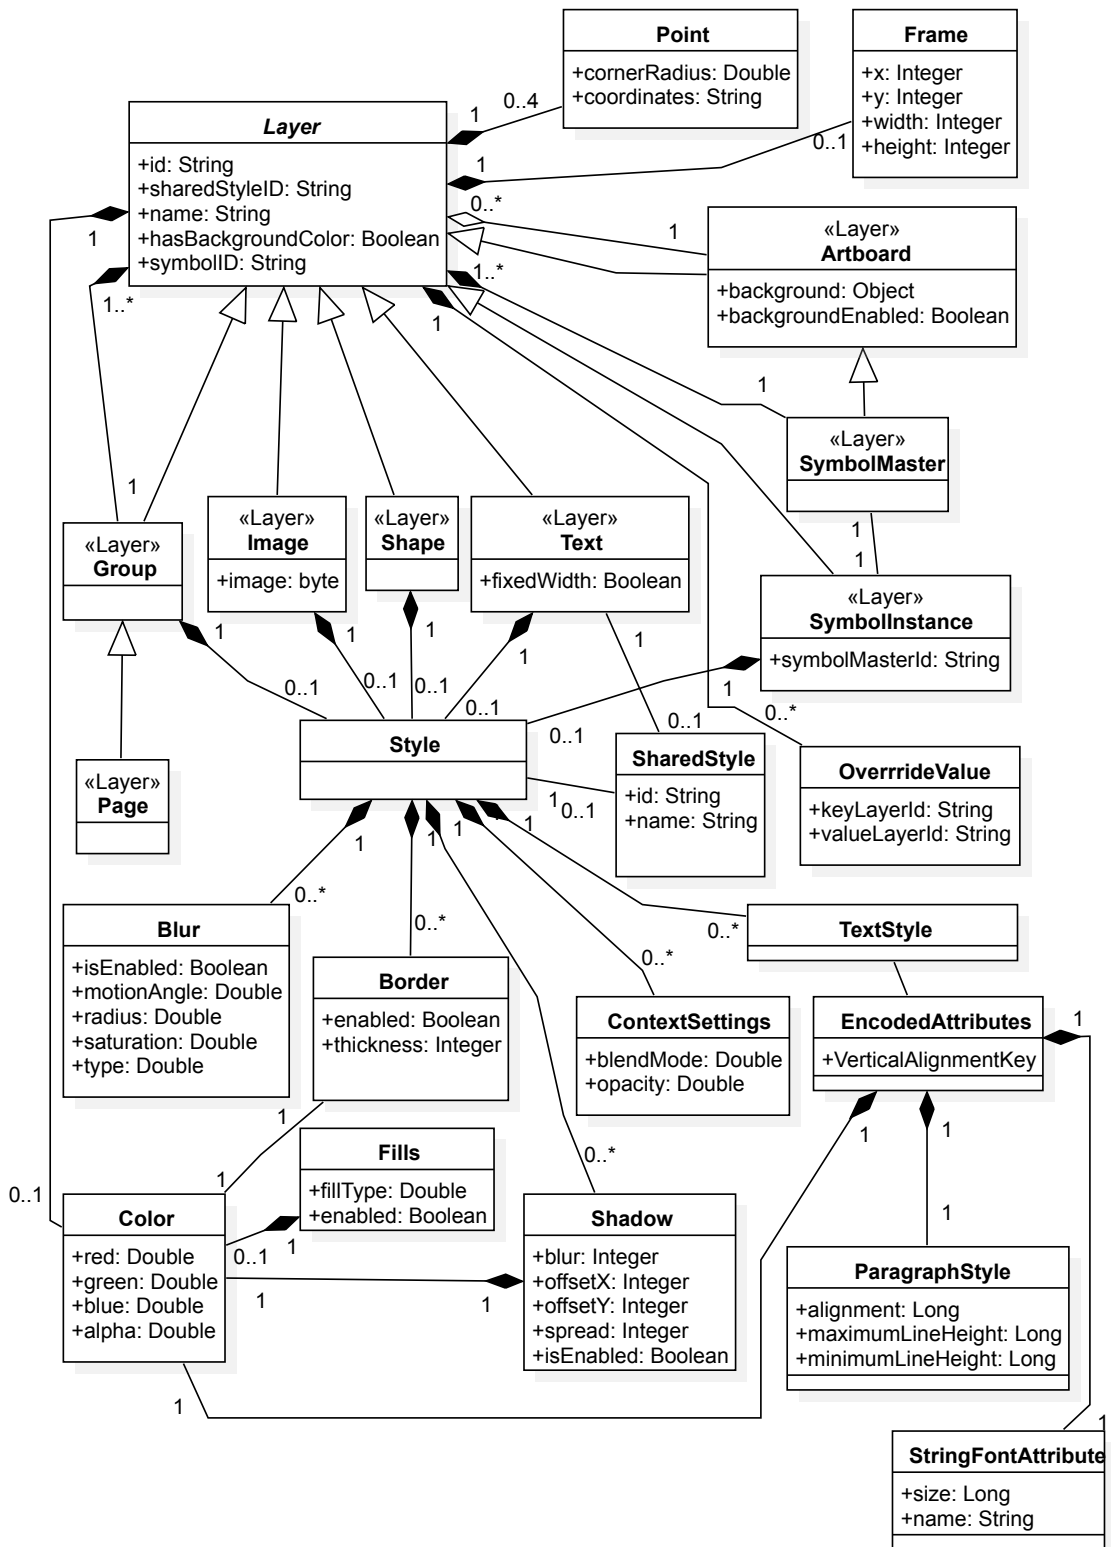 Point
+cornerRadius: Double
+coordinates: String
Frame
+x: Integer
+y: Integer
+width: Integer
+height: Integer
Layer
+id: String
+sharedStyleID: String
+name: String
+hasBackgroundColor: Boolean
+symbolID: String
1
0..4
1
0..1
0..*
1
1
1..*
1..*
1
«Layer»
Artboard
+background: Object
+backgroundEnabled: Boolean
1
«Layer»
SymbolMaster
1
«Layer»
Group
«Layer»
Image
+image: byte
«Layer»
Shape
«Layer»
Text
+fixedWidth: Boolean
1
1
«Layer»
SymbolInstance
+symbolMasterId: String
1
1
1
1
1
1
0..1
0..1
0..1
0..1
0..1
0..1
0..*
«Layer»
Page
Style
SharedStyle
+id: String
+name: String
OverrrideValue
+keyLayerId: String
+valueLayerId: String
1
0..1
1
1
1
1
1
1
0..*
0..*
0..*
0..*
Blur
+isEnabled: Boolean
+motionAngle: Double
+radius: Double
+saturation: Double
+type: Double
Border
+enabled: Boolean
+thickness: Integer
TextStyle
ContextSettings
+blendMode: Double
+opacity: Double
EncodedAttributes
+VerticalAlignmentKey
1
1
1
1
Fills
+fillType: Double
+enabled: Boolean
0..*
1
0..1
Color
+red: Double
+green: Double
+blue: Double
+alpha: Double
0..1
1
1
1
Shadow
+blur: Integer
+offsetX: Integer
+offsetY: Integer
+spread: Integer
+isEnabled: Boolean
1
ParagraphStyle
+alignment: Long
+maximumLineHeight: Long
+minimumLineHeight: Long
1
1
StringFontAttribute
+size: Long
+name: String